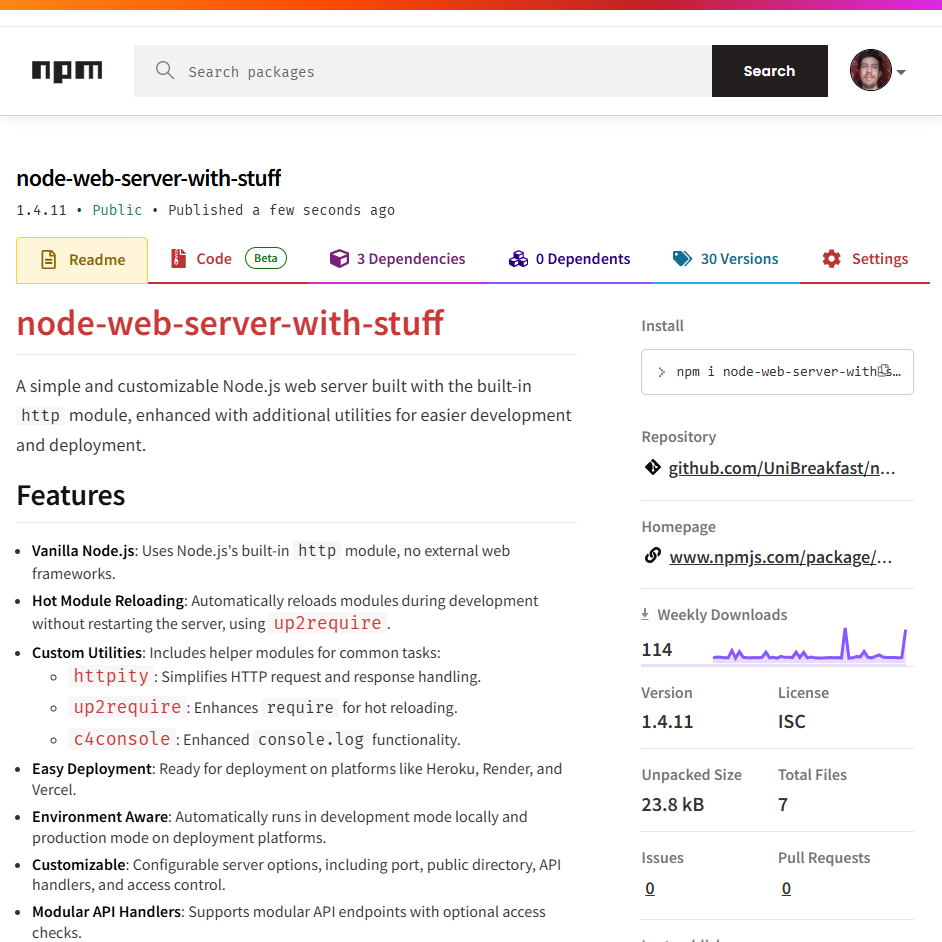 npm
Search packages
Search
node-web-server-with-stuff
1.4.11 • Public • Published a few seconds ago
Readme
Code Beta
3 Dependencies
0 Dependents
30 Versions
Settings
node-web-server-with-stuff
A simple and customizable Node.js web server built with the built-in
http module, enhanced with additional utilities for easier development
and deployment.
Features
• Vanilla Node.js: Uses Node.js's built-in http module, no external web
frameworks.
• Hot Module Reloading: Automatically reloads modules during development
without restarting the server, using up2require .
• Custom Utilities: Includes helper modules for common tasks:
◦ httpity : Simplifies HTTP request and response handling.
◦ up2require : Enhances require for hot reloading.
◦ c4console : Enhanced console.log functionality.
• Easy Deployment: Ready for deployment on platforms like Heroku, Render, and
Vercel.
• Environment Aware: Automatically runs in development mode locally and
production mode on deployment platforms.
• Customizable: Configurable server options, including port, public directory, API
handlers, and access control.
• Modular API Handlers: Supports modular API endpoints with optional access
checks.
Install
npm i node-web-server-with-s…
Repository
github.com/UniBreakfast/n…
Homepage
www.npmjs.com/package/…
Weekly Downloads
114
Version
1.4.11
License
ISC
Unpacked Size
23.8 kB
Total Files
7
Issues
0
Pull Requests
0